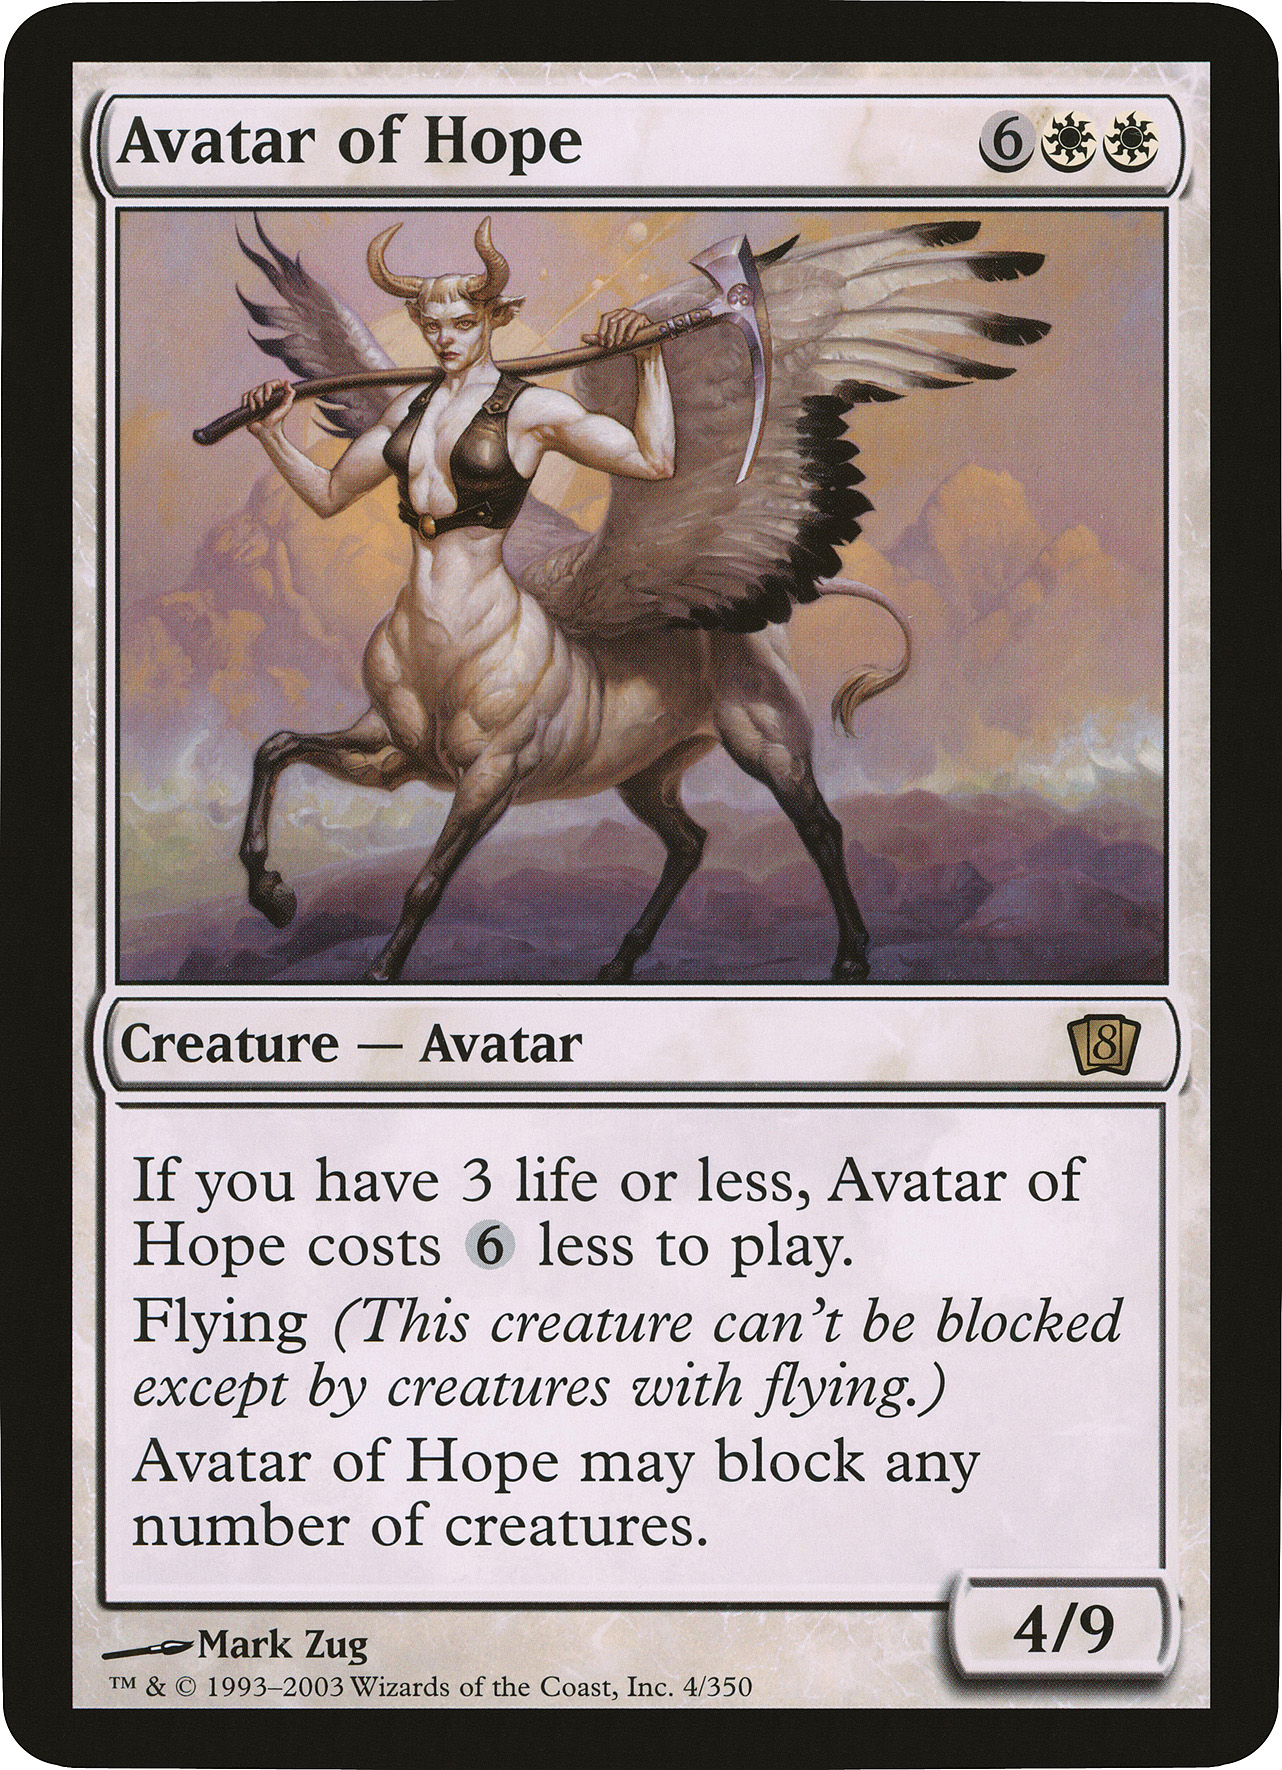 Avatar of Hope 6
Creature — Avatar 8
If you have 3 life or less, Avatar of
Hope costs 6 less to play.
Flying (This creature can't be blocked
except by creatures with flying.)
Avatar of Hope may block any
number of creatures.
4/9
Mark Zug
™ & © 1993–2003 Wizards of the Coast, Inc. 4/350